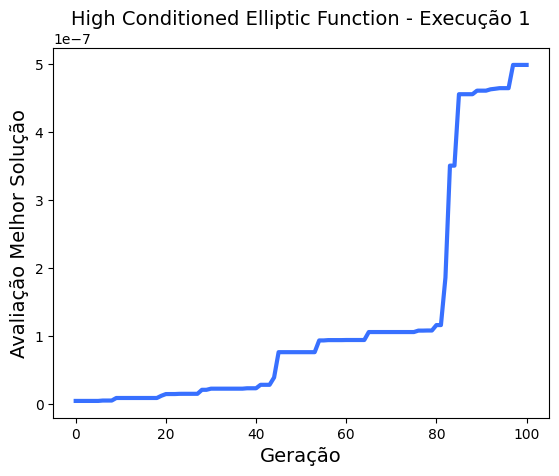 High Conditioned Elliptic Function - Execução 1
1e-7
5
4
3
2
1
0
Avaliação Melhor Solução
0 20 40 60 80 100
Geração